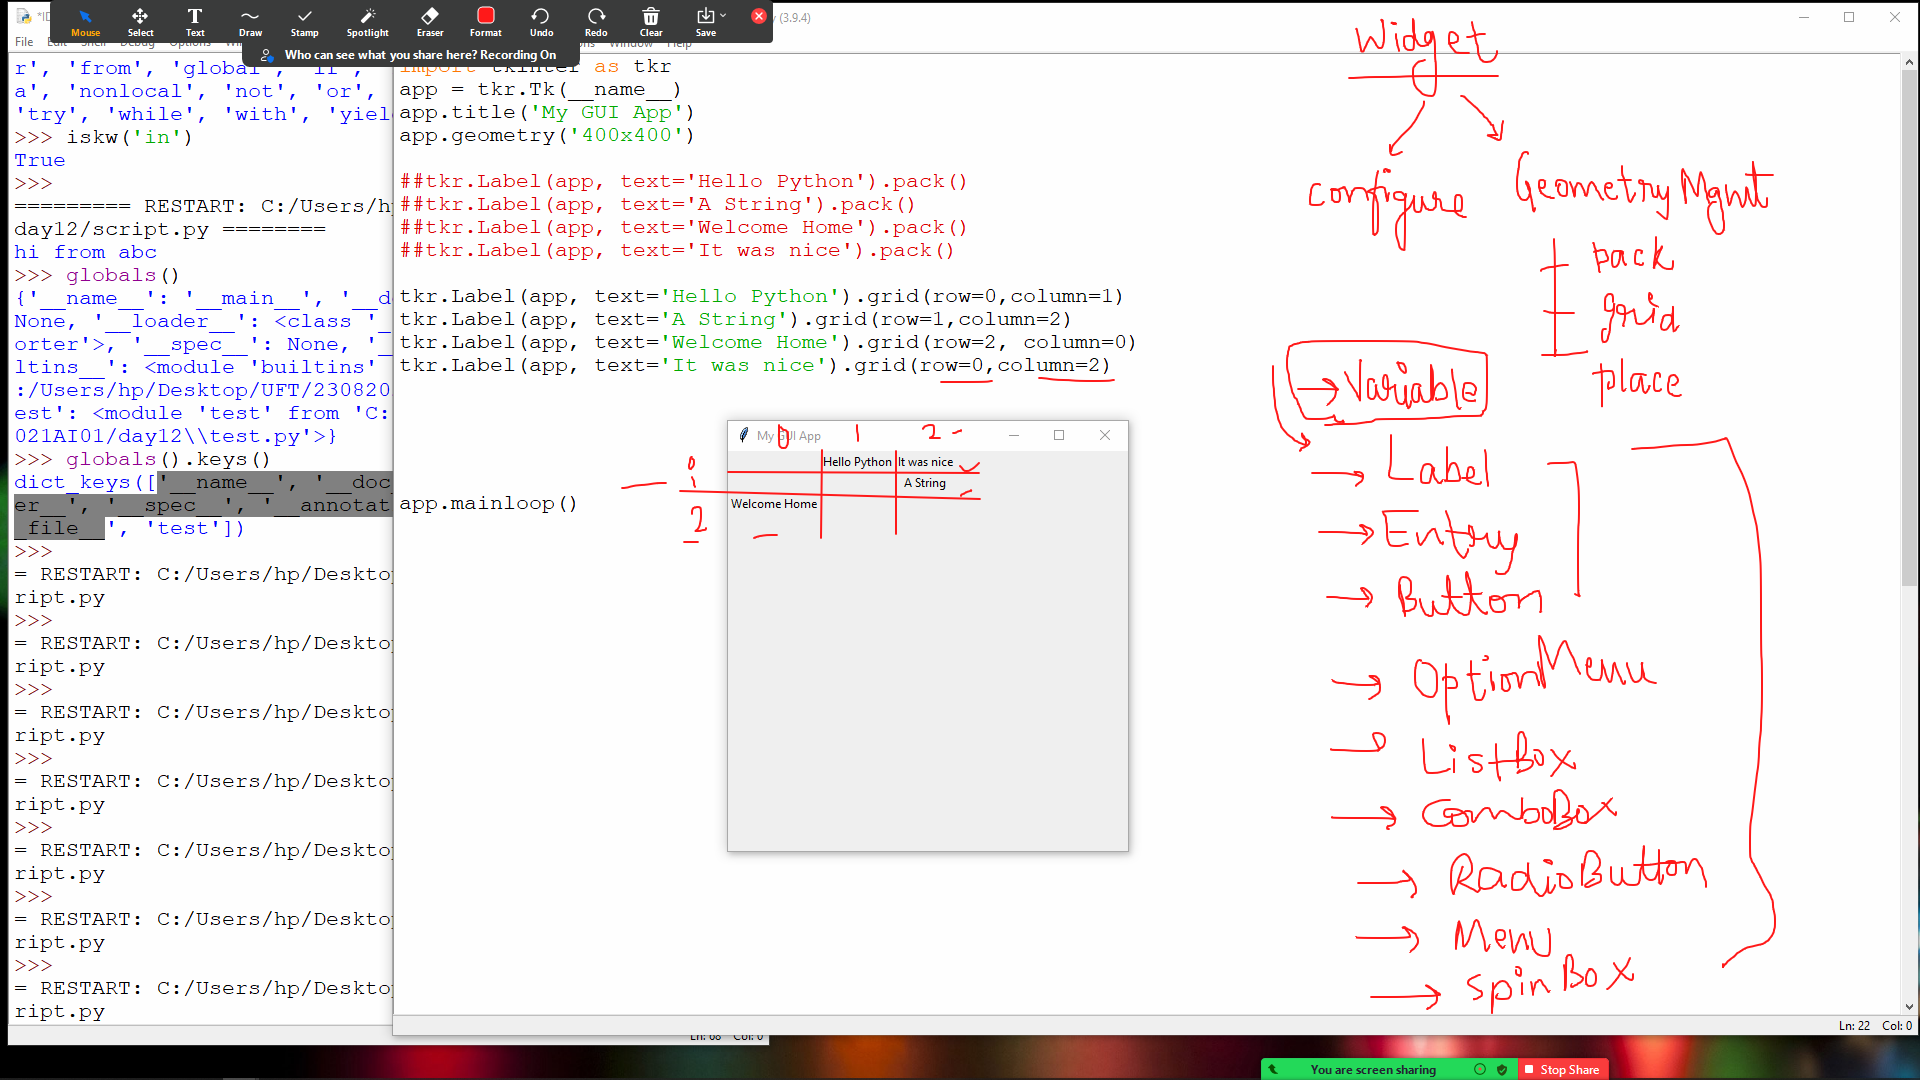 Mouse Select Text Draw Stamp Spotlight Eraser Format Undo Redo Clear Save
Who can see what you share here? Recording On
(3.9.4)
File
r', 'from', 'global',
a', 'nonlocal', 'not', 'or',
'try', 'while', 'with', 'yiel
>>> iskw('in')
True
>>>
========= RESTART: C:/Users/h
day12/script.py ========
hi from abc
>>> globals()
{'__name__': '__main__', '__d
None, '__loader__': <class '_
orter'>, '__spec__': None, '_
ltins__': <module 'builtins'
:/Users/hp/Desktop/UFT/230820
est': <module 'test' from 'C:
021AI01/day12\\test.py'>}
>>> globals().keys()
dict_keys(['__name__', '__doc
er__', '__spec__', '__annotat
_file__', 'test'])
>>>
= RESTART: C:/Users/hp/Deskto
ript.py
>>>
= RESTART: C:/Users/hp/Deskto
ript.py
>>>
= RESTART: C:/Users/hp/Deskto
ript.py
>>>
= RESTART: C:/Users/hp/Deskto
ript.py
>>>
= RESTART: C:/Users/hp/Deskto
ript.py
>>>
= RESTART: C:/Users/hp/Deskto
ript.py
>>>
= RESTART: C:/Users/hp/Deskto
ript.py
Ln: 68 Col: 0
import tkinter as tkr
app = tkr.Tk(__name__)
app.title('My GUI App')
app.geometry('400x400')
##tkr.Label(app, text='Hello Python').pack()
##tkr.Label(app, text='A String').pack()
##tkr.Label(app, text='Welcome Home').pack()
##tkr.Label(app, text='It was nice').pack()
tkr.Label(app, text='Hello Python').grid(row=0,column=1)
tkr.Label(app, text='A String').grid(row=1,column=2)
tkr.Label(app, text='Welcome Home').grid(row=2, column=0)
tkr.Label(app, text='It was nice').grid(row=0,column=2)
app.mainloop()
My GUI App
0 1 2
0
1
2
Hello Python It was nice
A String
Welcome Home
Widget
configure
Geometry Mgmt
pack
grid
place
Variable
Label
Entry
Button
OptionMenu
ListBox
ComboBox
RadioButton
Menu
SpinBox
Ln: 22 Col: 0
You are screen sharing
Stop Share